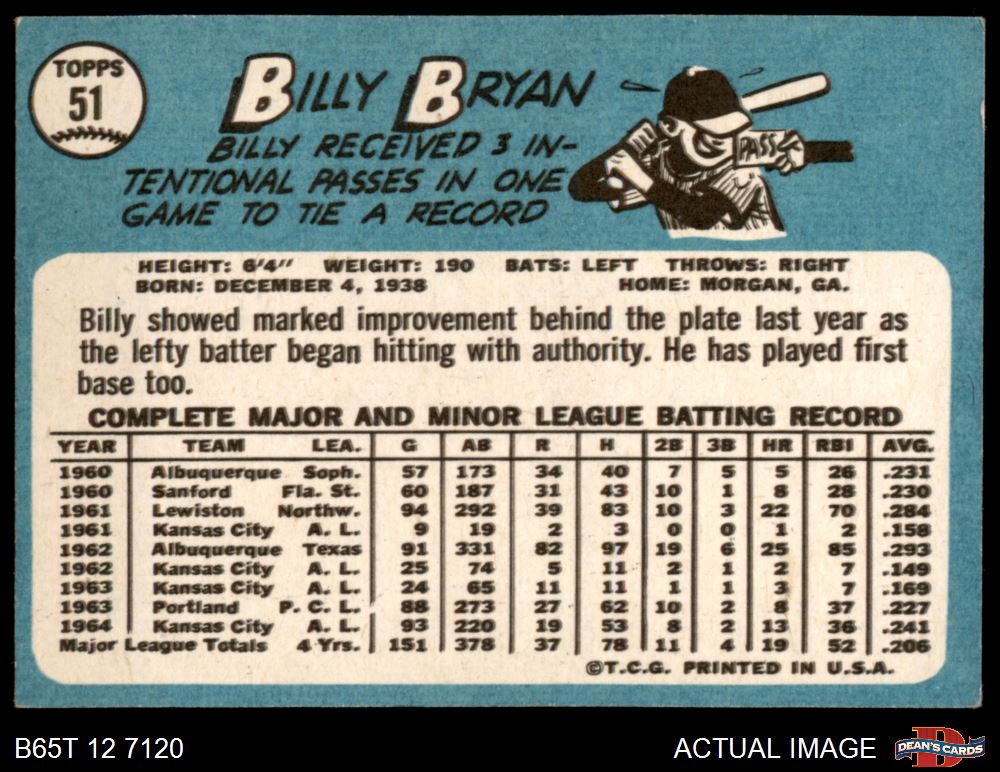 TOPPS
51
BILLY BRYAN
BILLY RECEIVED 3 IN-
TENTIONAL PASSES IN ONE
GAME TO TIE A RECORD
PASS
HEIGHT: 6'4" WEIGHT: 190 BATS: LEFT THROWS: RIGHT
BORN: DECEMBER 4, 1938 HOME: MORGAN, GA.
Billy showed marked improvement behind the plate last year as
the lefty batter began hitting with authority. He has played first
base too.
COMPLETE MAJOR AND MINOR LEAGUE BATTING RECORD
YEAR TEAM LEA. G AB R H 2B 3B HR RBI AVG.
1960 Albuquerque Soph. 57 173 34 40 7 5 5 26 .231
1960 Sanford Fla. St. 60 187 31 43 10 1 8 28 .230
1961 Lewiston Northw. 94 292 39 83 10 3 22 70 .284
1961 Kansas City A. L. 9 19 2 3 0 0 1 2 .158
1962 Albuquerque Texas 91 331 82 97 19 6 25 85 .293
1962 Kansas City A. L. 25 74 5 11 2 1 2 7 .149
1963 Kansas City A. L. 24 65 11 11 1 1 3 7 .169
1963 Portland P. C. L. 88 273 27 62 10 2 8 37 .227
1964 Kansas City A. L. 93 220 19 53 8 2 13 36 .241
Major League Totals 4 Yrs. 151 378 37 78 11 4 19 52 .206
©T.C.G. PRINTED IN U.S.A.
B65T 12 7120 ACTUAL IMAGE
DEAN'S CARDS